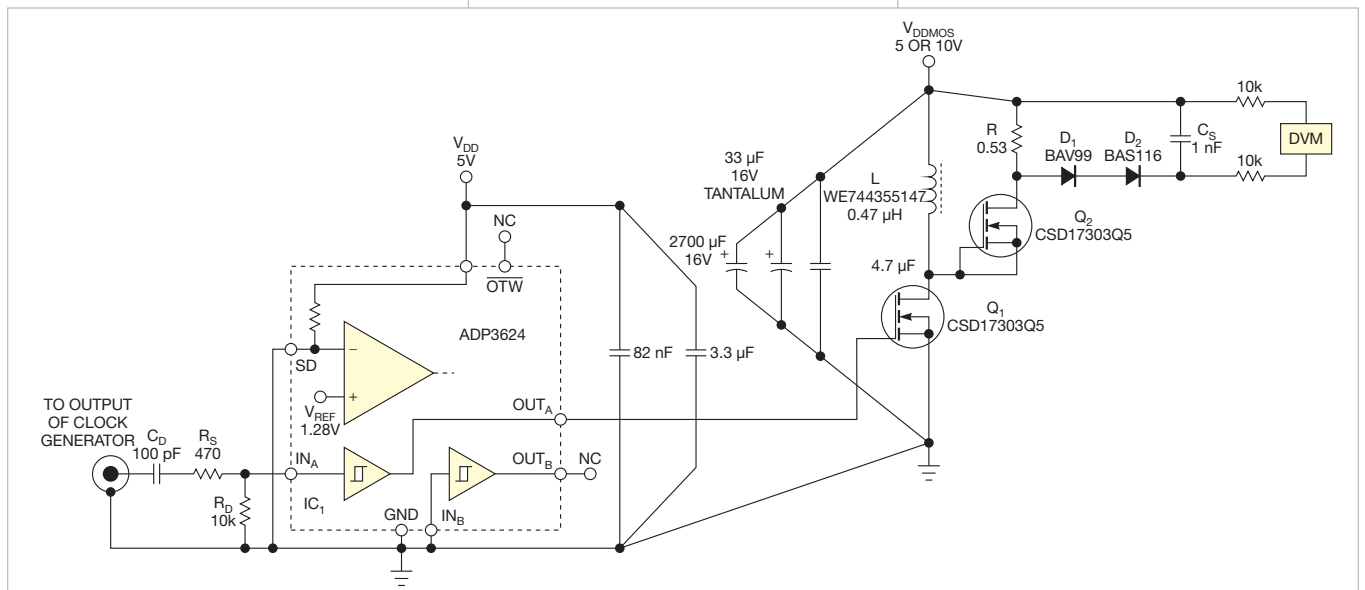 V_DDMOS
5 OR 10V
10k
R
0.53
D1
BAV99
D2
BAS116
CS
1 nF
DVM
10k
VDD
5V
33 µF
16V
TANTALUM
L
WE744355147
0.47 µH
Q2
CSD17303Q5
NC
2700 µF
16V
+
+
4.7 µF
OTW
Q1
CSD17303Q5
ADP3624
SD
−
82 nF
3.3 µF
+
VREF
1.28V
OUTA
TO OUTPUT
OF CLOCK
GENERATOR
CD
100 pF
RS
470
INA
OUTB
NC
RD
10k
IC1
GND
INB